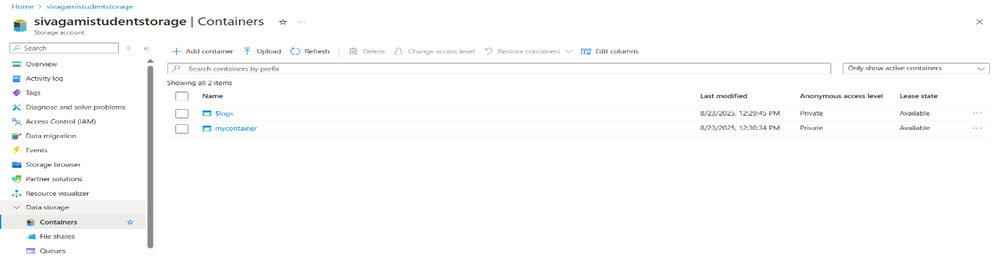 Home > sivagamistudentstorage
sivagamistudentstorage | Containers
Storage account
Search
Overview
Activity log
Tags
Diagnose and solve problems
Access Control (IAM)
Data migration
Events
Storage browser
Partner solutions
Resource visualizer
Data storage
Containers
File shares
Queues
Add container Upload Refresh Delete Change access level Restore containers Edit columns
Search containers by prefix Only show active containers
Showing all 2 items
Name Last modified Anonymous access level Lease state
$logs 8/23/2025, 12:29:45 PM Private Available
mycontainer 8/23/2025, 12:30:34 PM Private Available